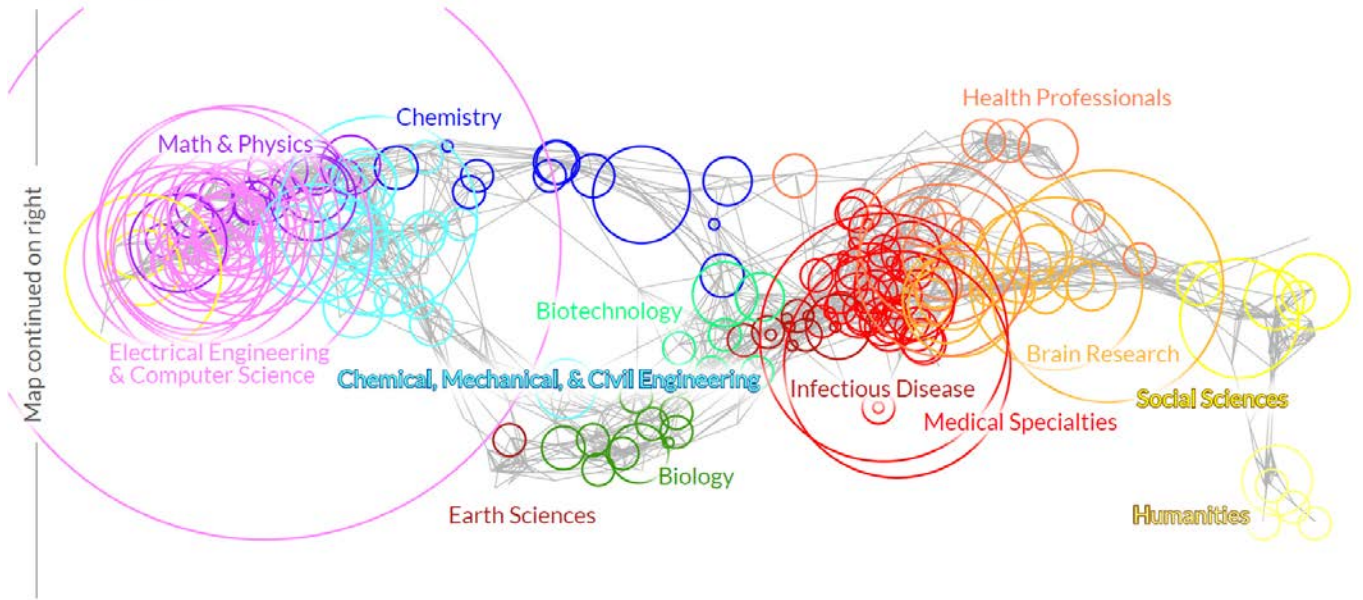 Map continued on right
Health Professionals
Chemistry
Math & Physics
Biotechnology
Electrical Engineering
& Computer Science
Chemical, Mechanical, & Civil Engineering
Brain Research
Infectious Disease
Social Sciences
Medical Specialties
Biology
Earth Sciences
Humanities